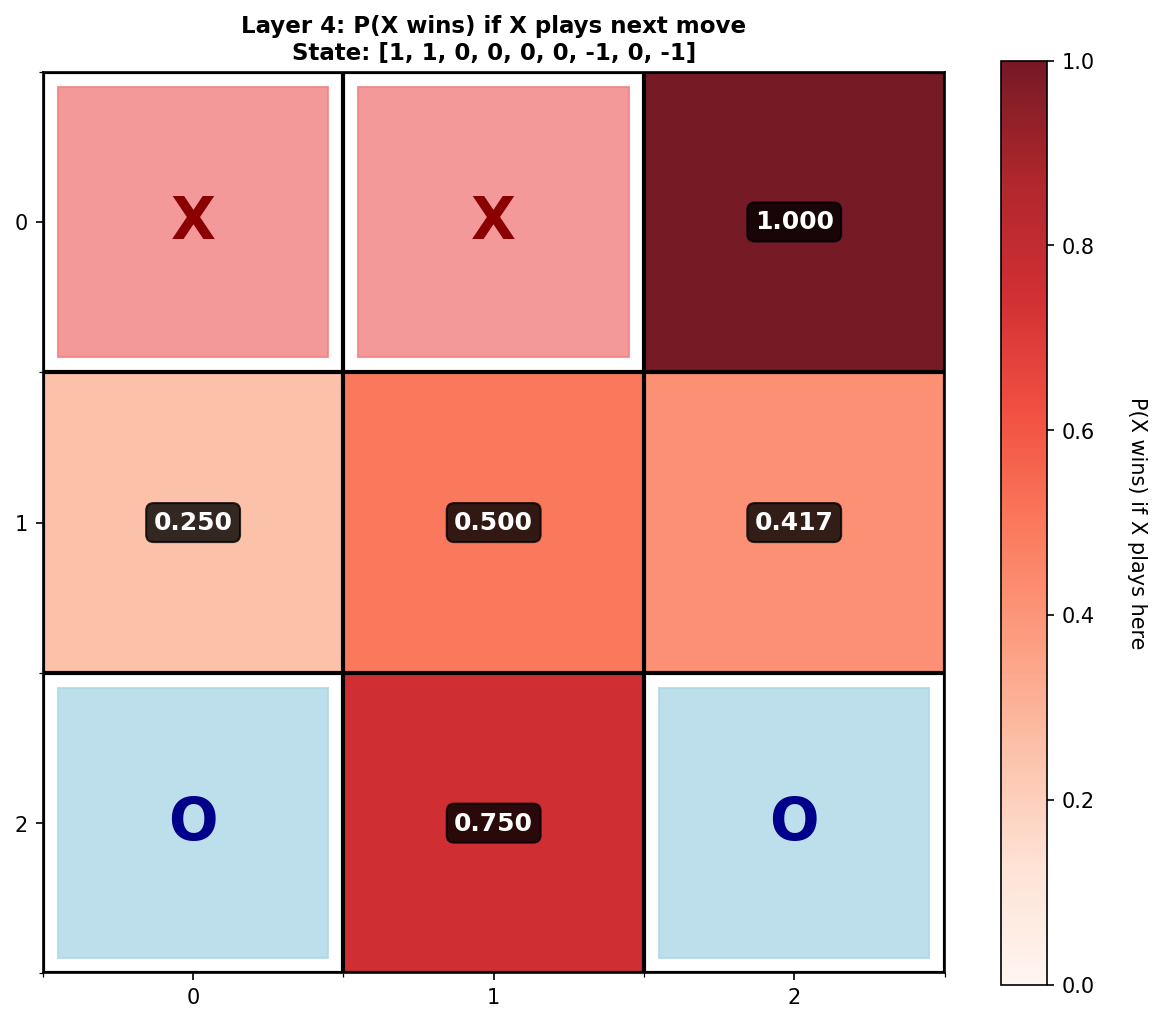 Layer 4: P(X wins) if X plays next move
State: [1, 1, 0, 0, 0, 0, -1, 0, -1]
X
X
1.000
0.250
0.500
0.417
O
0.750
O
0
1
2
0
1
2
1.0
0.8
0.6
0.4
0.2
0.0
P(X wins) if X plays here